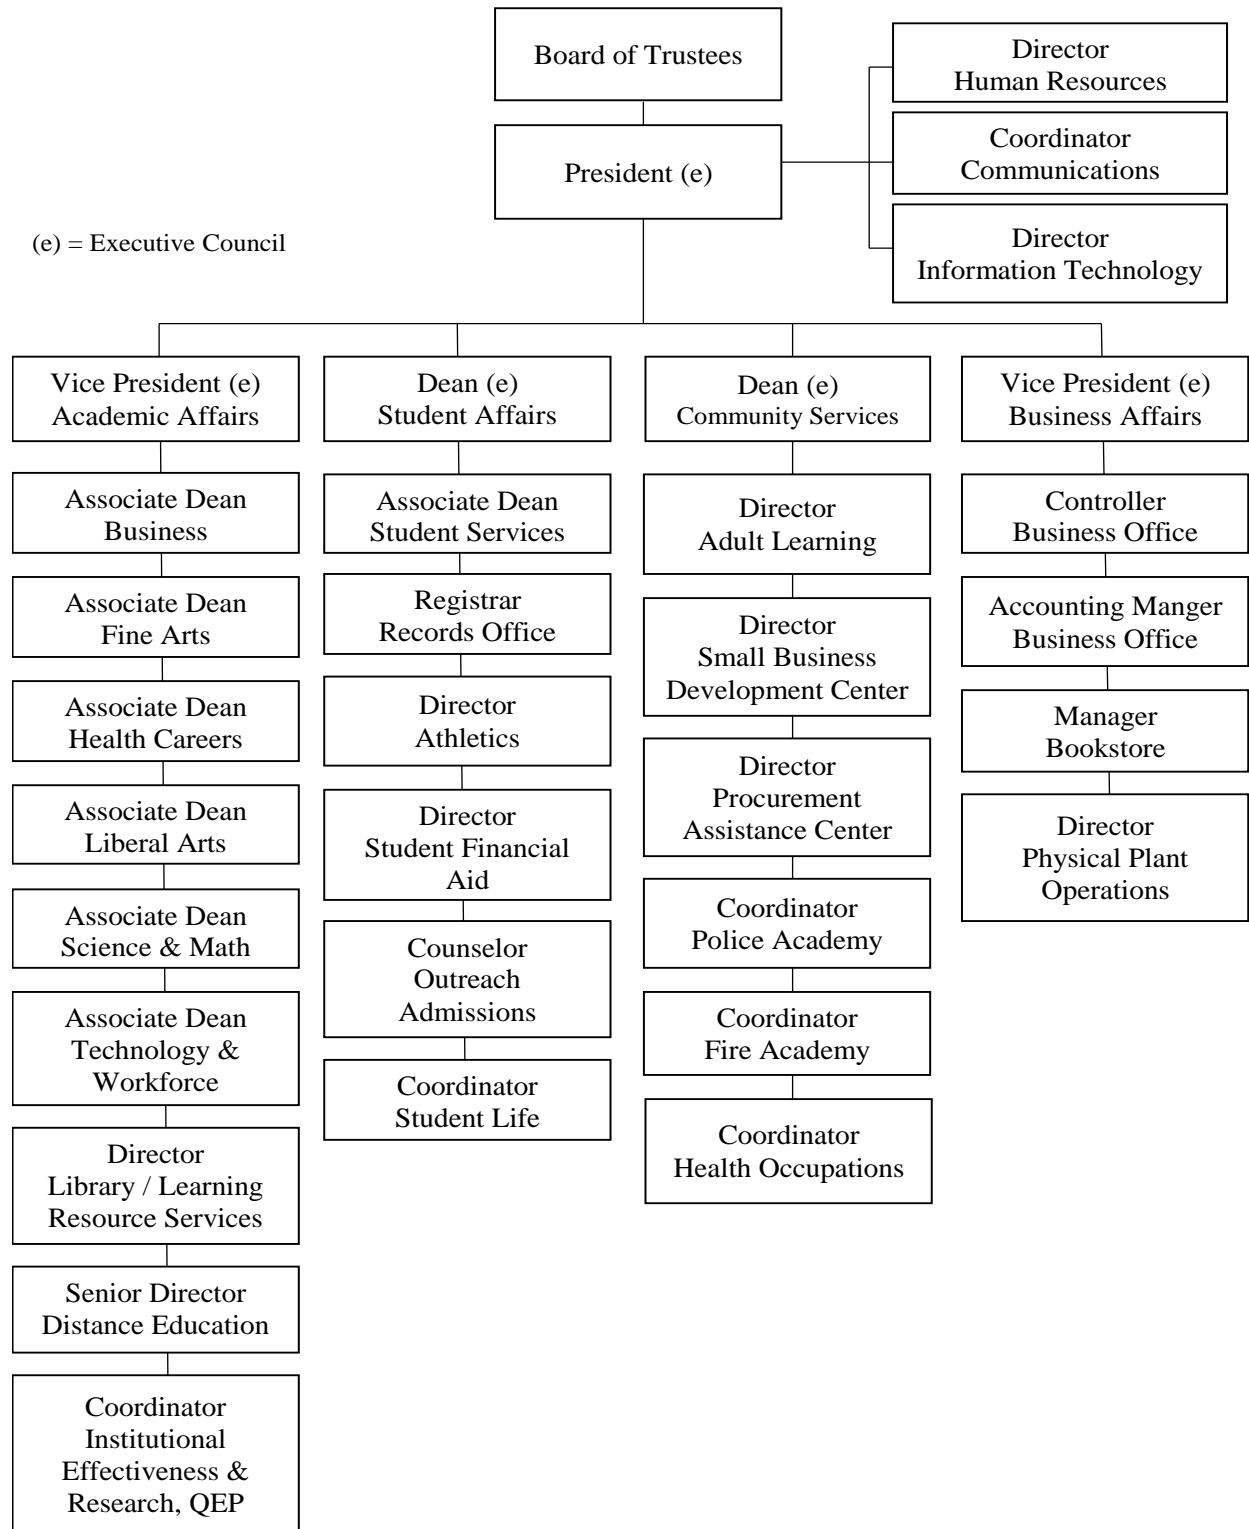 Board of Trustees
Director
Human Resources
President (e)
Coordinator
Communications
Director
Information Technology
(e) = Executive Council
Vice President (e)
Academic Affairs
Associate Dean
Business
Associate Dean
Fine Arts
Associate Dean
Health Careers
Associate Dean
Liberal Arts
Associate Dean
Science & Math
Associate Dean
Technology &
Workforce
Director
Library / Learning
Resource Services
Senior Director
Distance Education
Coordinator
Institutional
Effectiveness &
Research, QEP
Dean (e)
Student Affairs
Associate Dean
Student Services
Registrar
Records Office
Director
Athletics
Director
Student Financial
Aid
Counselor
Outreach
Admissions
Coordinator
Student Life
Dean (e)
Community Services
Director
Adult Learning
Director
Small Business
Development Center
Director
Procurement
Assistance Center
Coordinator
Police Academy
Coordinator
Fire Academy
Coordinator
Health Occupations
Vice President (e)
Business Affairs
Controller
Business Office
Accounting Manger
Business Office
Manager
Bookstore
Director
Physical Plant
Operations